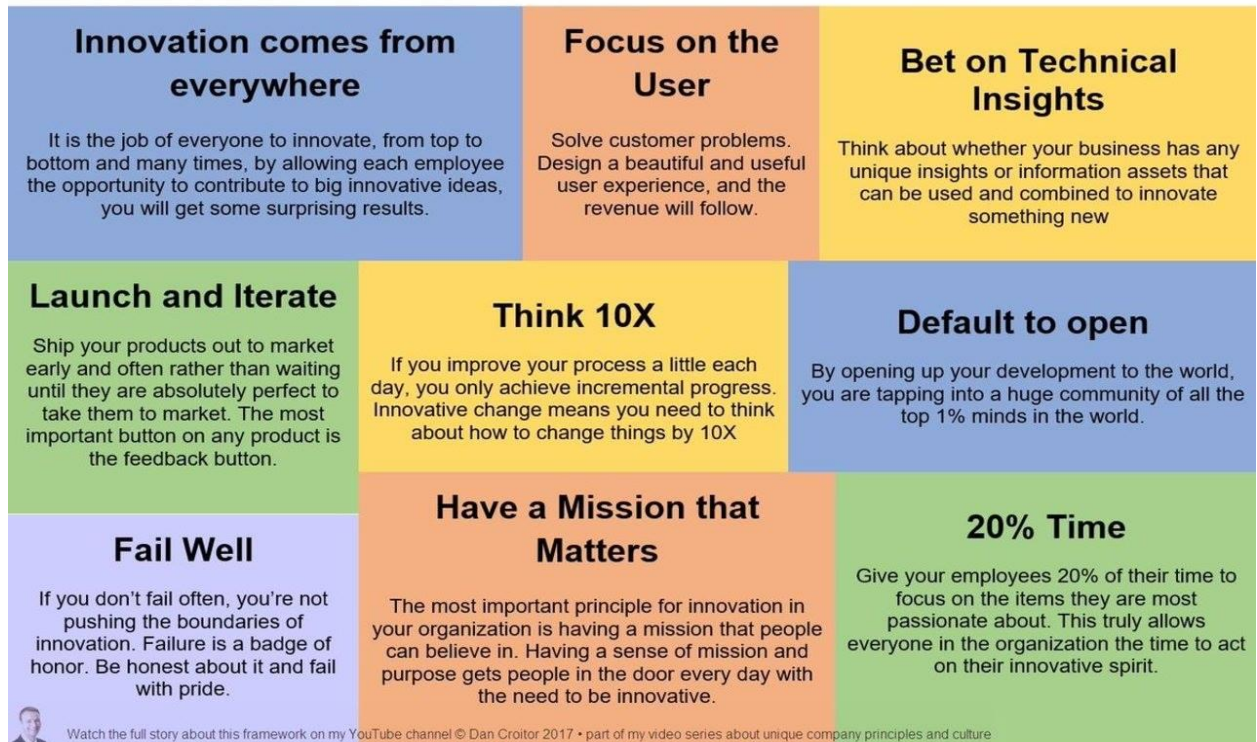 Innovation comes from
everywhere
It is the job of everyone to innovate, from top to
bottom and many times, by allowing each employee
the opportunity to contribute to big innovative ideas,
you will get some surprising results.
Focus on the
User
Solve customer problems.
Design a beautiful and useful
user experience, and the
revenue will follow.
Bet on Technical
Insights
Think about whether your business has any
unique insights or information assets that
can be used and combined to innovate
something new
Launch and Iterate
Ship your products out to market
early and often rather than waiting
until they are absolutely perfect to
take them to market. The most
important button on any product is
the feedback button.
Think 10X
If you improve your process a little each
day, you only achieve incremental progress.
Innovative change means you need to think
about how to change things by 10X
Default to open
By opening up your development to the world,
you are tapping into a huge community of all the
top 1% minds in the world.
Fail Well
If you don't fail often, you're not
pushing the boundaries of
innovation. Failure is a badge of
honor. Be honest about it and fail
with pride.
Have a Mission that
Matters
The most important principle for innovation in
your organization is having a mission that people
can believe in. Having a sense of mission and
purpose gets people in the door every day with
the need to be innovative.
20% Time
Give your employees 20% of their time to
focus on the items they are most
passionate about. This truly allows
everyone in the organization the time to act
on their innovative spirit.
Watch the full story about this framework on my YouTube channel © Dan Croitor 2017 • part of my video series about unique company principles and culture